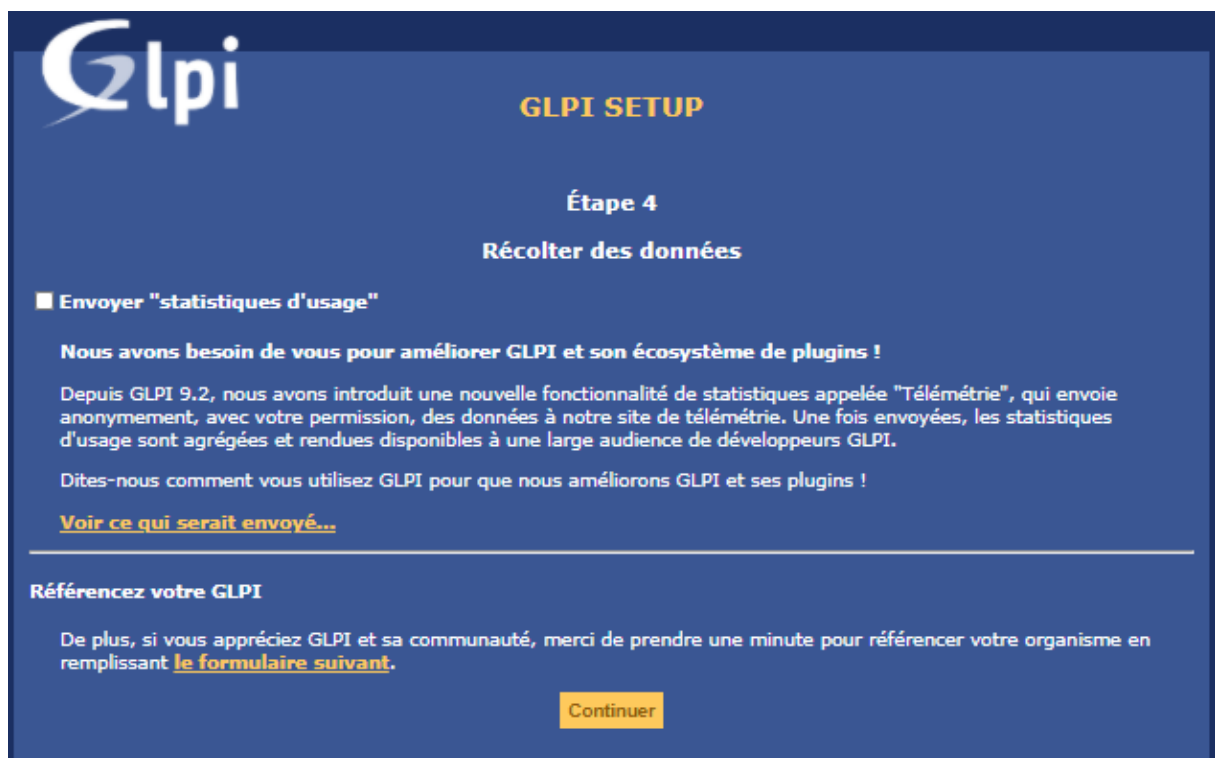 Glpi
GLPI SETUP
Étape 4
Récolter des données
Envoyer "statistiques d'usage"
Nous avons besoin de vous pour améliorer GLPI et son écosystème de plugins !
Depuis GLPI 9.2, nous avons introduit une nouvelle fonctionnalité de statistiques appelée "Télémétrie", qui envoie
anonymement, avec votre permission, des données à notre site de télémétrie. Une fois envoyées, les statistiques
d'usage sont agrégées et rendues disponibles à une large audience de développeurs GLPI.
Dites-nous comment vous utilisez GLPI pour que nous améliorons GLPI et ses plugins !
Voir ce qui serait envoyé...
Référencez votre GLPI
De plus, si vous appréciez GLPI et sa communauté, merci de prendre une minute pour référencer votre organisme en
remplissant le formulaire suivant.
Continuer